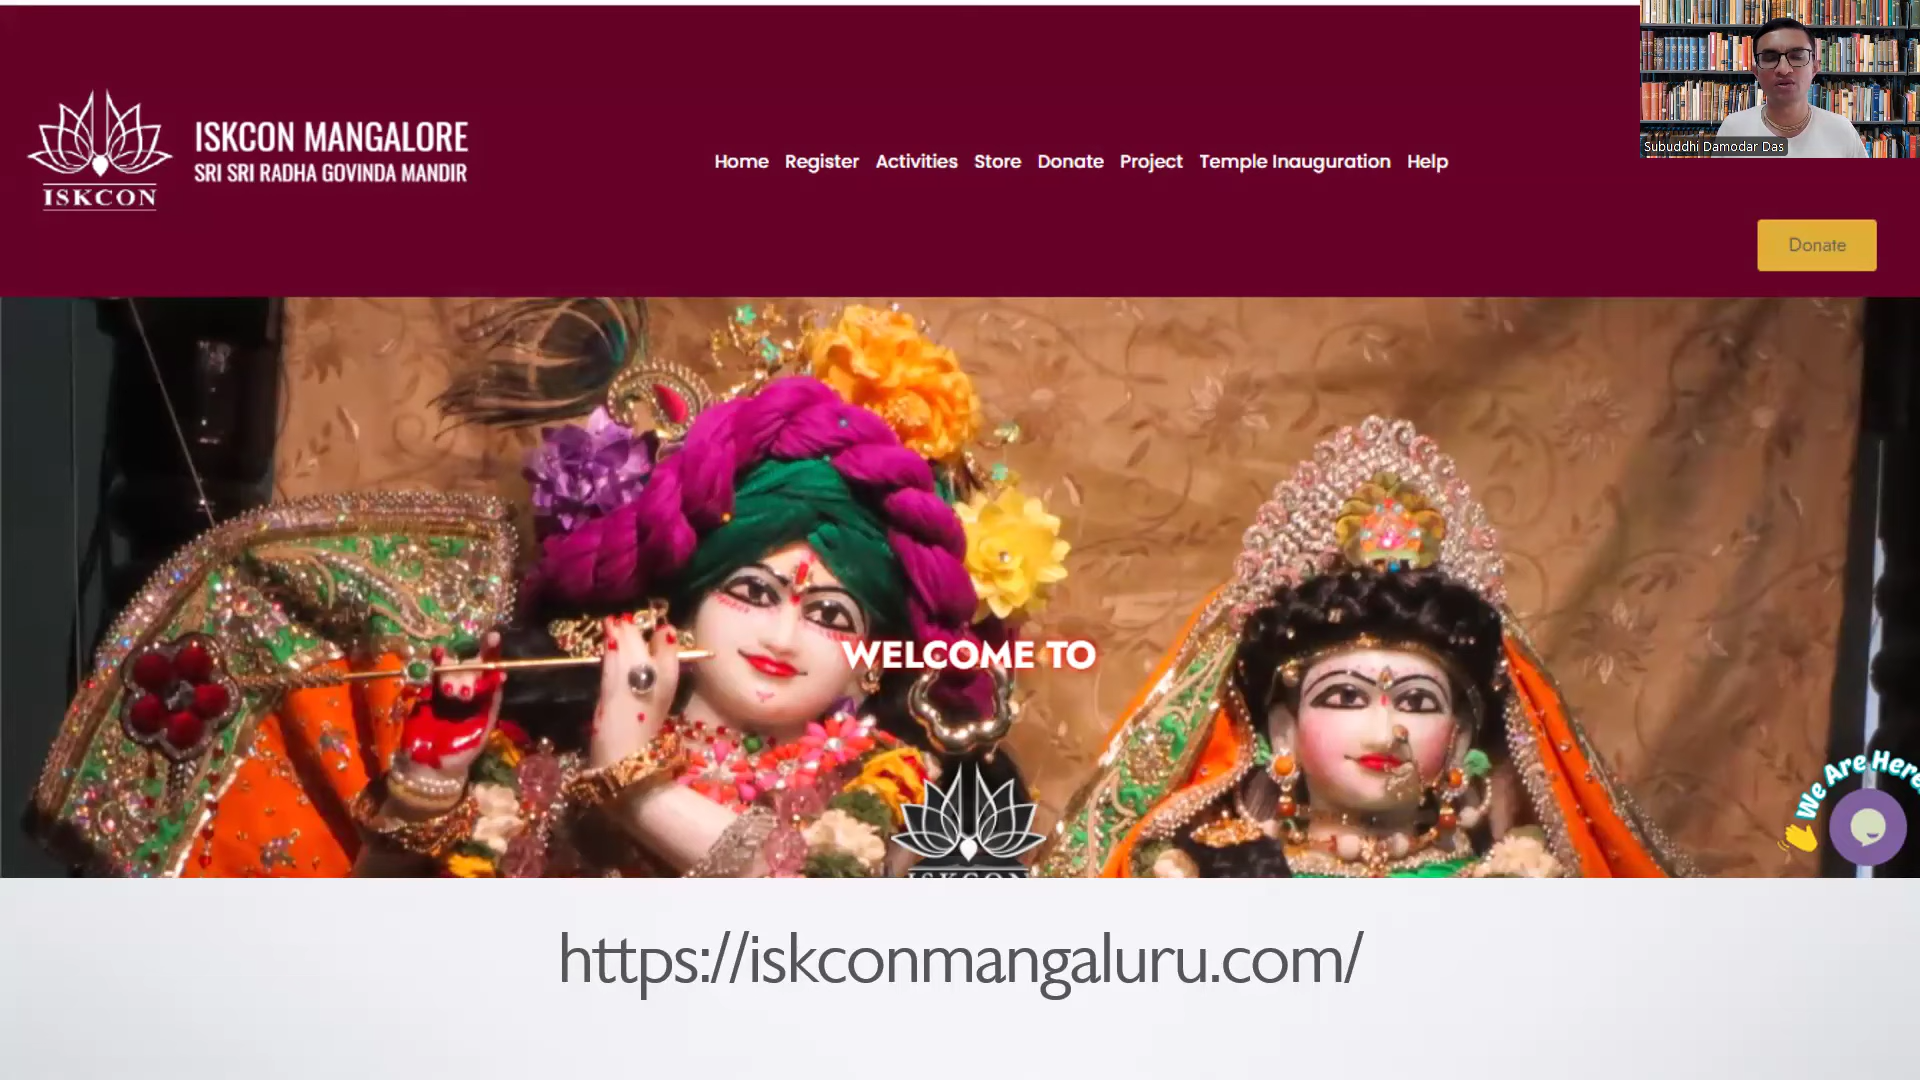 ISKCON
ISKCON MANGALORE
SRI SRI RADHA GOVINDA MANDIR
Home Register Activities Store Donate Project Temple Inauguration Help
Subuddhi Damodar Das
Donate
WELCOME TO
We Are Here
ISKCON
https://iskconmangaluru.com/